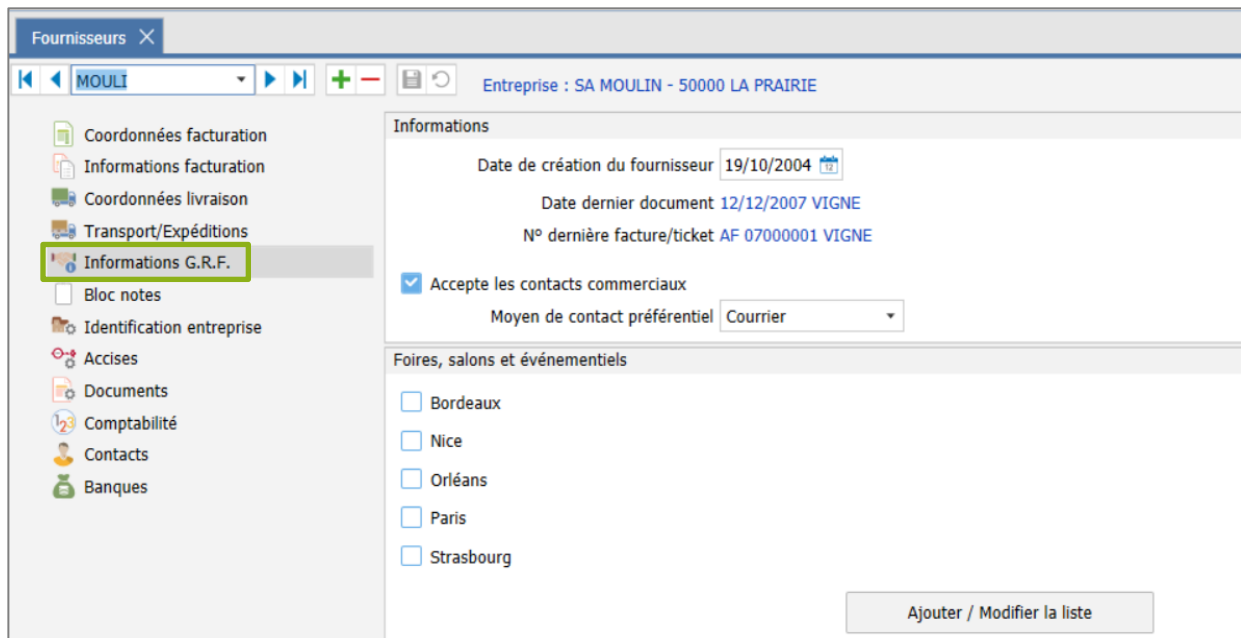 Fournisseurs
MOULI
Entreprise : SA MOULIN - 50000 LA PRAIRIE
Coordonnées facturation
Informations facturation
Coordonnées livraison
Transport/Expéditions
Informations G.R.F.
Bloc notes
Identification entreprise
Accises
Documents
Comptabilité
Contacts
Banques
Informations
Date de création du fournisseur 19/10/2004
Date dernier document 12/12/2007 VIGNE
N° dernière facture/ticket AF 07000001 VIGNE
Accepte les contacts commerciaux
Moyen de contact préférentiel Courrier
Foires, salons et événementiels
Bordeaux
Nice
Orléans
Paris
Strasbourg
Ajouter / Modifier la liste